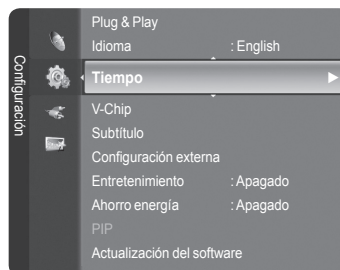 Configuración
Plug & Play
Idioma : English
Tiempo
V-Chip
Subtítulo
Configuración externa
Entretenimiento : Apagado
Ahorro energía : Apagado
PIP
Actualización del software